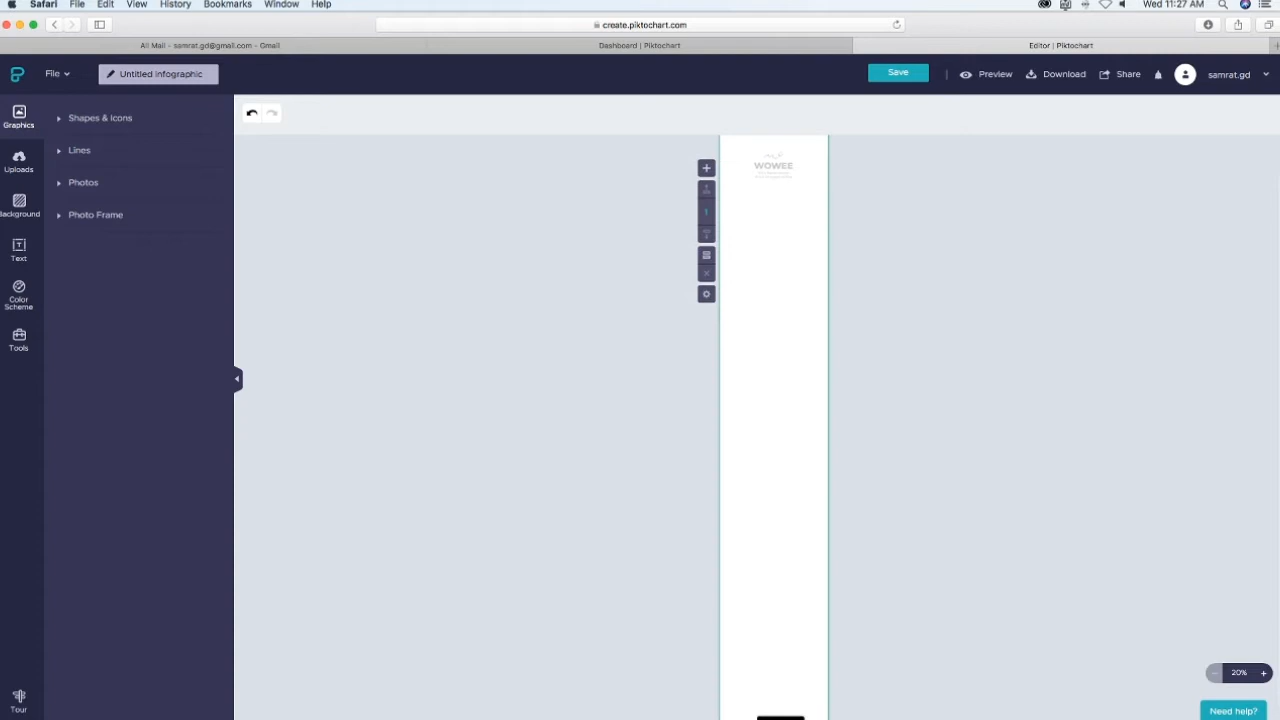 Safari File Edit View History Bookmarks Window Help Wed 11:27 AM
create.piktochart.com
All Mail - samrat.gd@gmail.com - Gmail Dashboard | Piktochart Editor | Piktochart
File Untitled infographic Save Preview Download Share samrat.gd
Graphics
Uploads
Background
Text
Color
Scheme
Tools
Tour
Shapes & Icons
Lines
Photos
Photo Frame
1
WOWEE
20%
Need help?